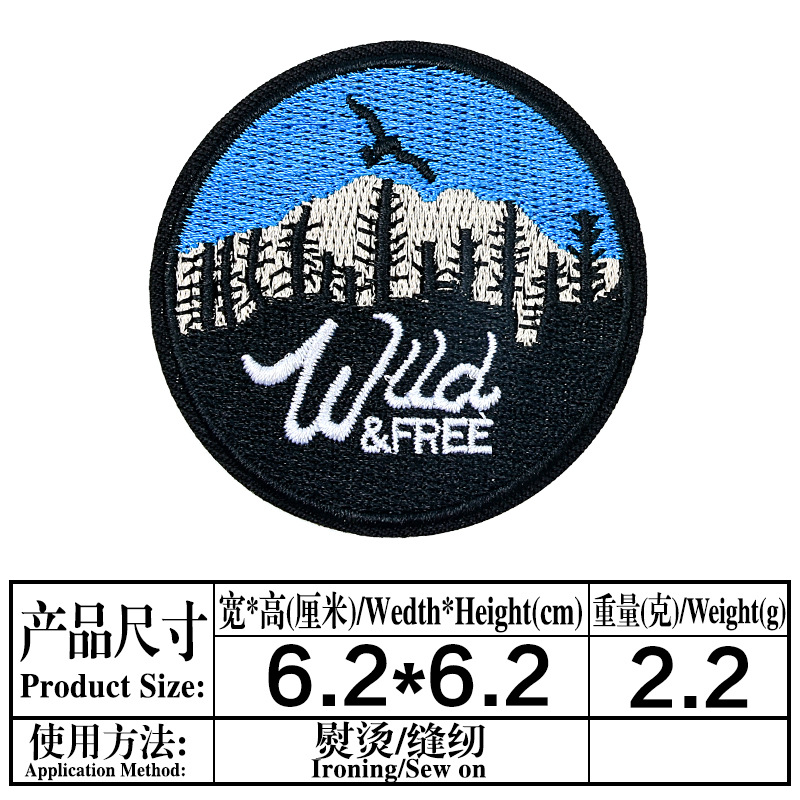 Wild
&FREE
产品尺寸
Product Size:
宽*高(厘米)/Wedth*Height(cm)
重量(克)/Weight(g)
6.2*6.2
2.2
使用方法:
Application Method:
熨烫/缝纫
Ironing/Sew on